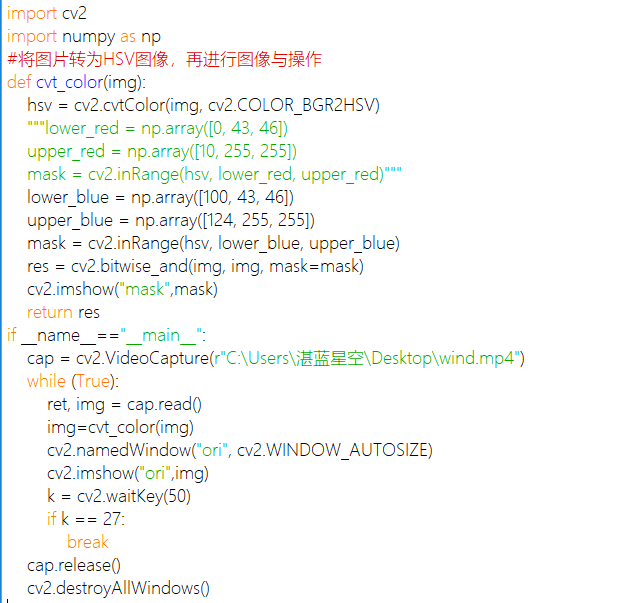 import cv2
import numpy as np
#将图片转为HSV图像，再进行图像与操作
def cvt_color(img):
    hsv = cv2.cvtColor(img, cv2.COLOR_BGR2HSV)
    """lower_red = np.array([0, 43, 46])
    upper_red = np.array([10, 255, 255])
    mask = cv2.inRange(hsv, lower_red, upper_red)"""
    lower_blue = np.array([100, 43, 46])
    upper_blue = np.array([124, 255, 255])
    mask = cv2.inRange(hsv, lower_blue, upper_blue)
    res = cv2.bitwise_and(img, img, mask=mask)
    cv2.imshow("mask",mask)
    return res
if __name__=="__main__":
    cap = cv2.VideoCapture(r"C:\Users\湛蓝星空\Desktop\wind.mp4")
    while (True):
        ret, img = cap.read()
        img=cvt_color(img)
        cv2.namedWindow("ori", cv2.WINDOW_AUTOSIZE)
        cv2.imshow("ori",img)
        k = cv2.waitKey(50)
        if k == 27:
            break
    cap.release()
    cv2.destroyAllWindows()